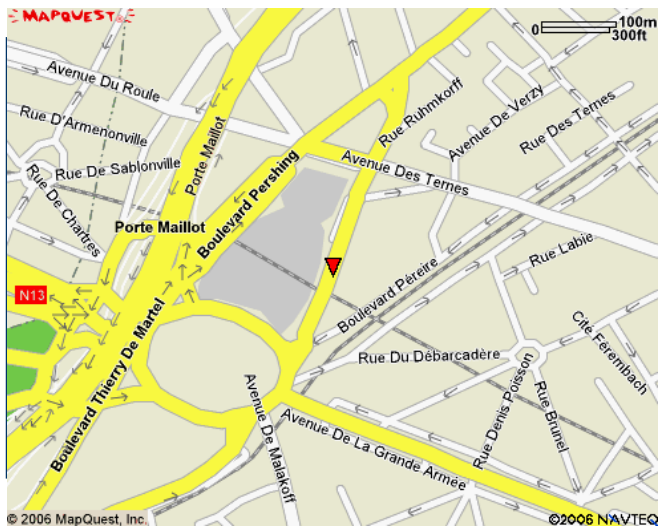 MAPQUEST
100m
0
300ft
Avenue Du Roule
Rue Ruhmkorff
Avenue De Verzy
Rue Des Ternes
Rue D'Armenonville
Porte Maillot
Rue De Sablonville
Avenue Des Ternes
Rue De Chartres
Boulevard Pershing
Porte Maillot
Rue Labie
Boulevard Péreire
N13
Boulevard Thierry De Martel
Cité Férembach
Rue Du Débarcadère
Rue Denis Poisson
Rue Brunel
Avenue De Malakoff
Avenue De La Grande Armée
© 2006 MapQuest, Inc.
©2006 NAVTEQ